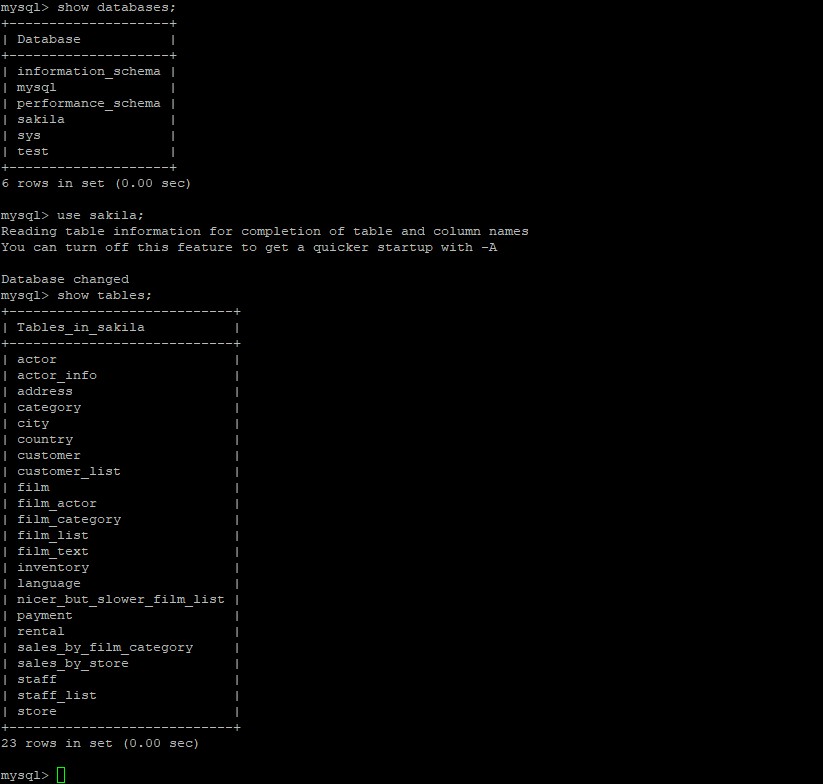 mysql> show databases;
+--------------------+
| Database           |
+--------------------+
| information_schema |
| mysql              |
| performance_schema |
| sakila             |
| sys                |
| test               |
+--------------------+
6 rows in set (0.00 sec)

mysql> use sakila;
Reading table information for completion of table and column names
You can turn off this feature to get a quicker startup with -A

Database changed
mysql> show tables;
+----------------------------+
| Tables_in_sakila           |
+----------------------------+
| actor                      |
| actor_info                 |
| address                    |
| category                   |
| city                       |
| country                    |
| customer                   |
| customer_list              |
| film                       |
| film_actor                 |
| film_category              |
| film_list                  |
| film_text                  |
| inventory                  |
| language                   |
| nicer_but_slower_film_list |
| payment                    |
| rental                     |
| sales_by_film_category     |
| sales_by_store             |
| staff                      |
| staff_list                 |
| store                      |
+----------------------------+
23 rows in set (0.00 sec)

mysql>